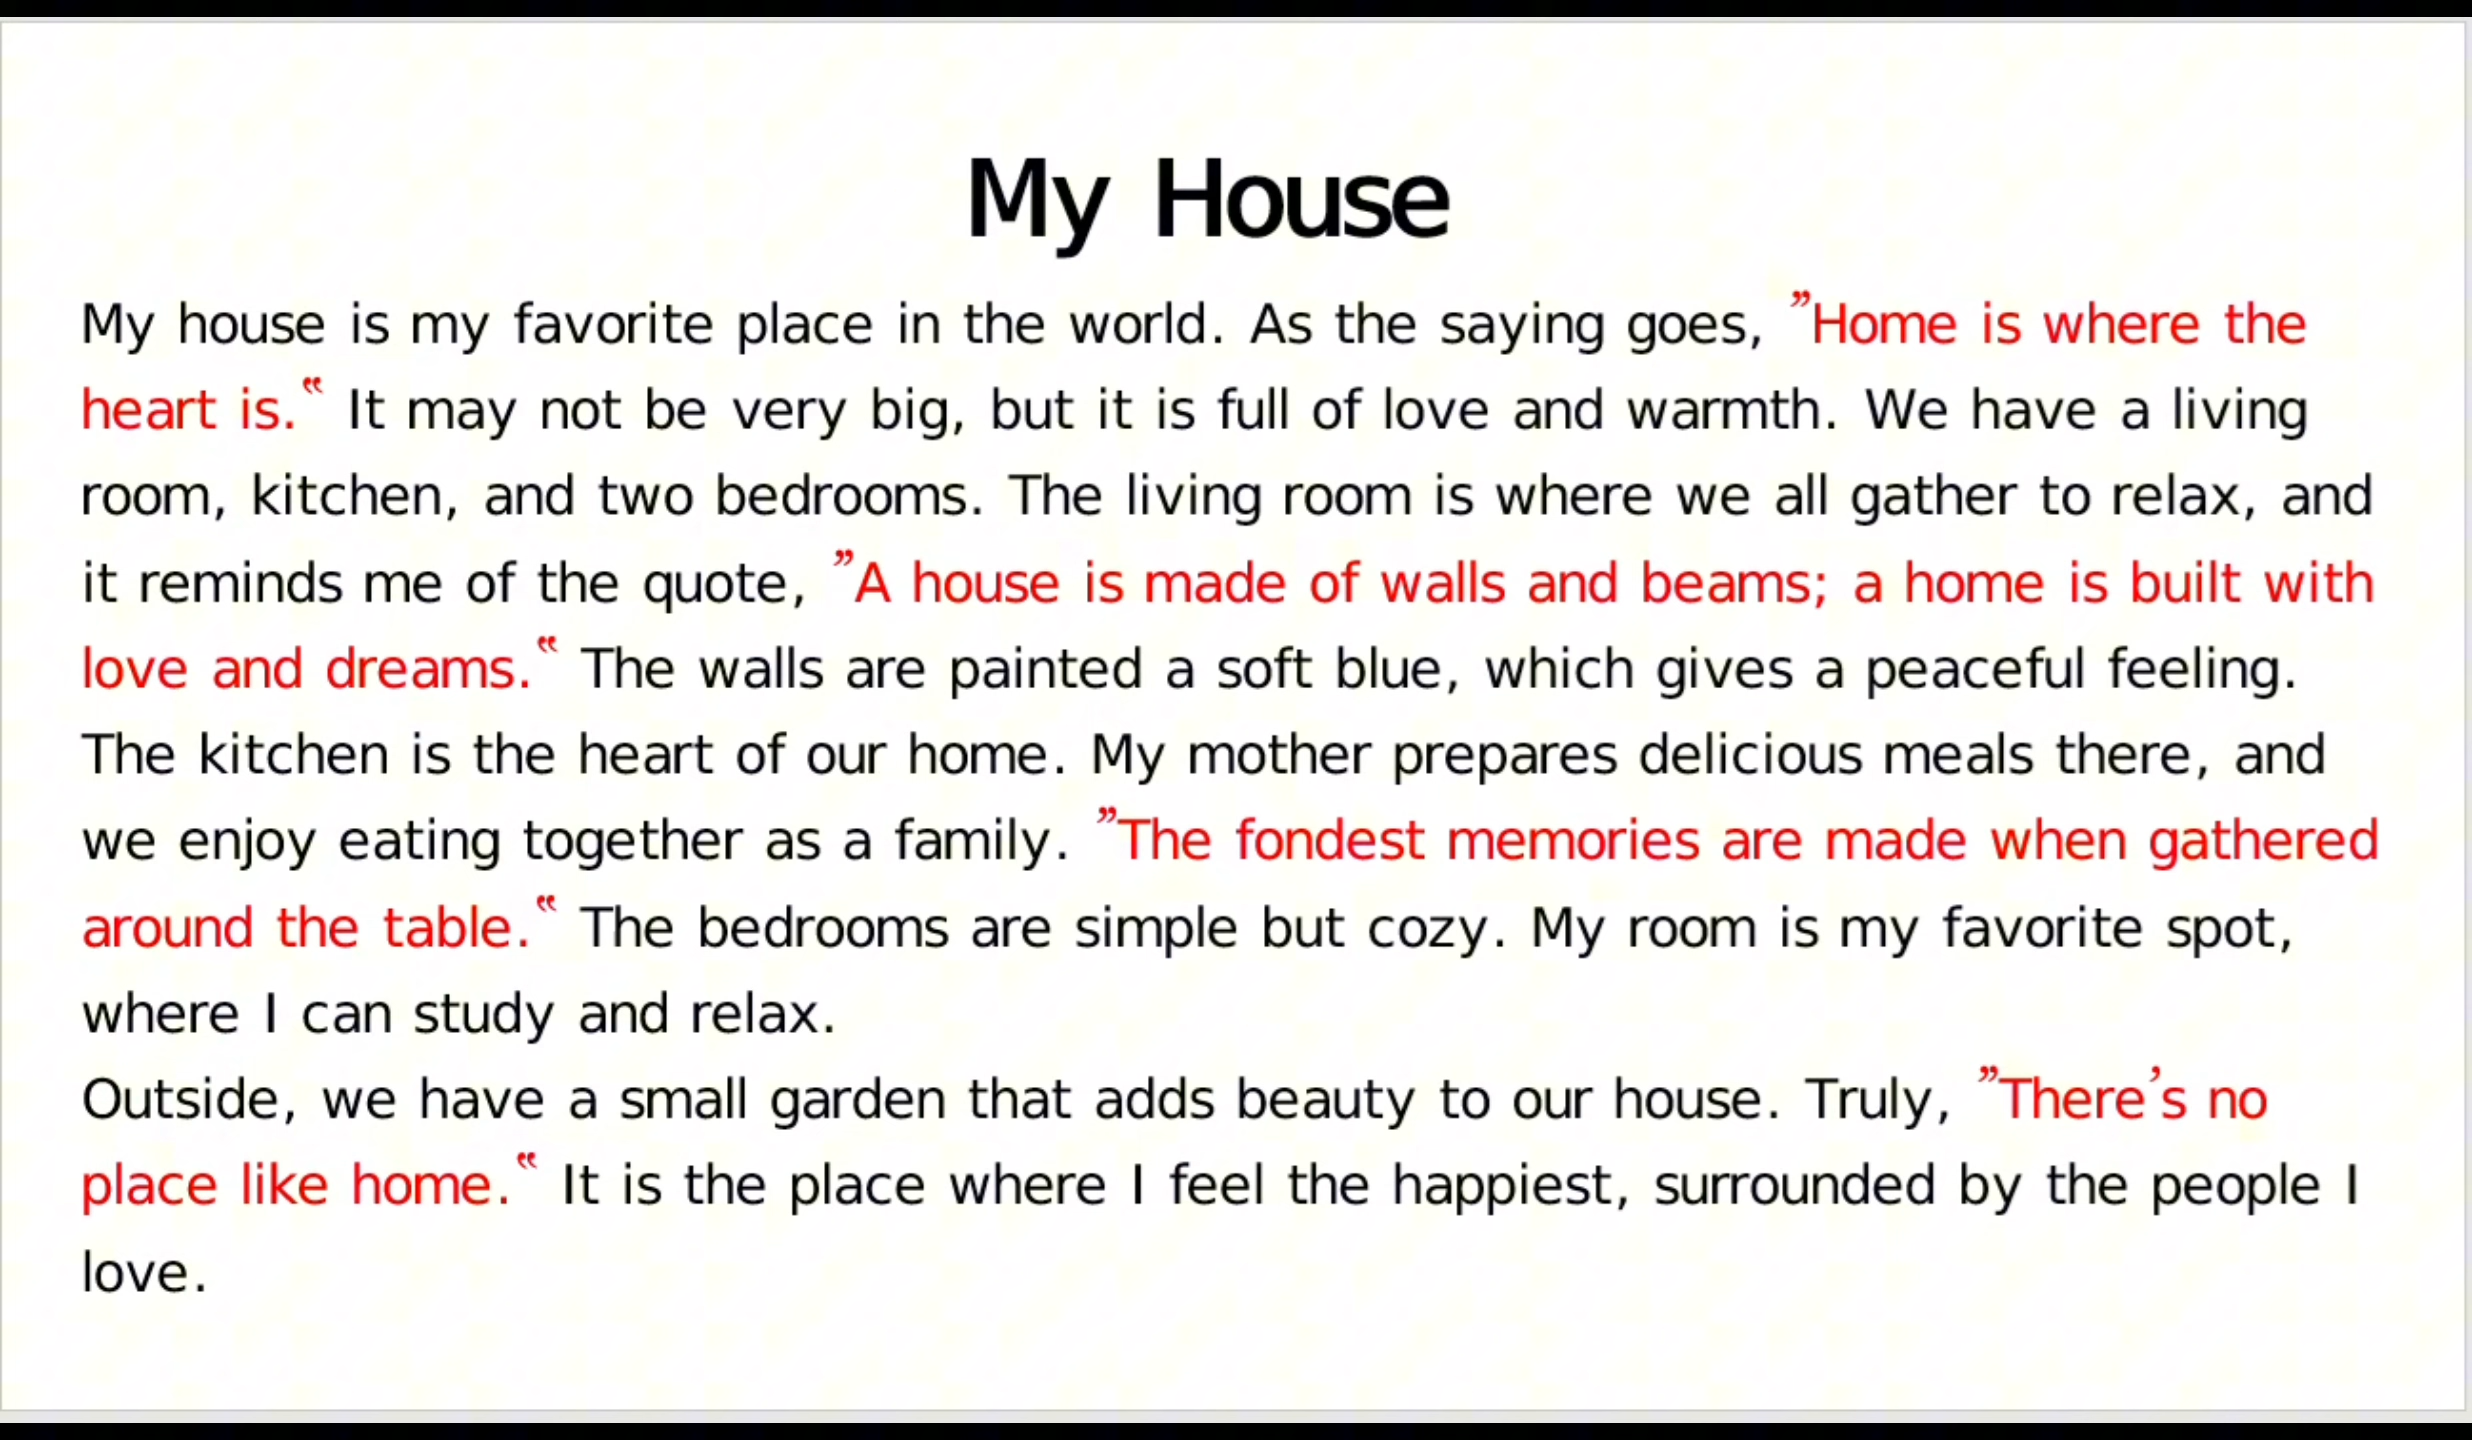 My House
My house is my favorite place in the world. As the saying goes, ”Home is where the
heart is.‟ It may not be very big, but it is full of love and warmth. We have a living
room, kitchen, and two bedrooms. The living room is where we all gather to relax, and
it reminds me of the quote, ”A house is made of walls and beams; a home is built with
love and dreams.‟ The walls are painted a soft blue, which gives a peaceful feeling.
The kitchen is the heart of our home. My mother prepares delicious meals there, and
we enjoy eating together as a family. ”The fondest memories are made when gathered
around the table.‟ The bedrooms are simple but cozy. My room is my favorite spot,
where I can study and relax.
Outside, we have a small garden that adds beauty to our house. Truly, ”There’s no
place like home.‟ It is the place where I feel the happiest, surrounded by the people I
love.